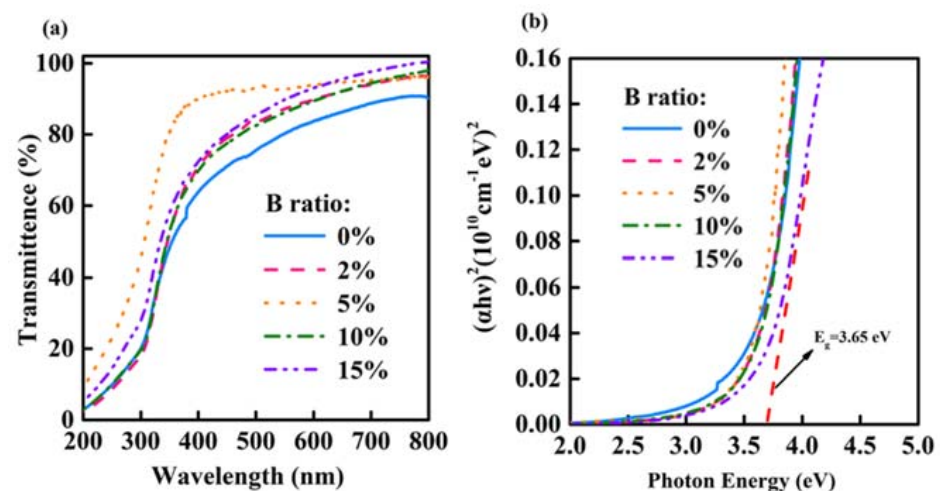 (a)
100
80
60
40
20
0
Transmittence (%)
B ratio:
0%
2%
5%
10%
15%
200 300 400 500 600 700 800
Wavelength (nm)
(b)
0.16
0.14
0.12
0.10
0.08
0.06
0.04
0.02
0.00
(αhν)²(10¹⁰cm⁻¹eV)²
B ratio:
0%
2%
5%
10%
15%
E_g=3.65 eV
2.0 2.5 3.0 3.5 4.0 4.5 5.0
Photon Energy (eV)